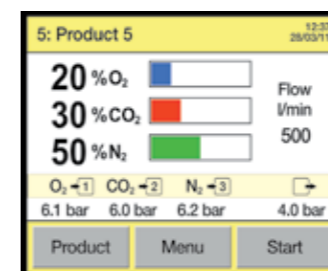 5: Product 5
12:37
28/03/11
20 %O₂
30 %CO₂
50 %N₂
Flow
l/min
500
O₂ 1 CO₂ 2 N₂ 3
6.1 bar 6.0 bar 6.2 bar 4.0 bar
Product Menu Start